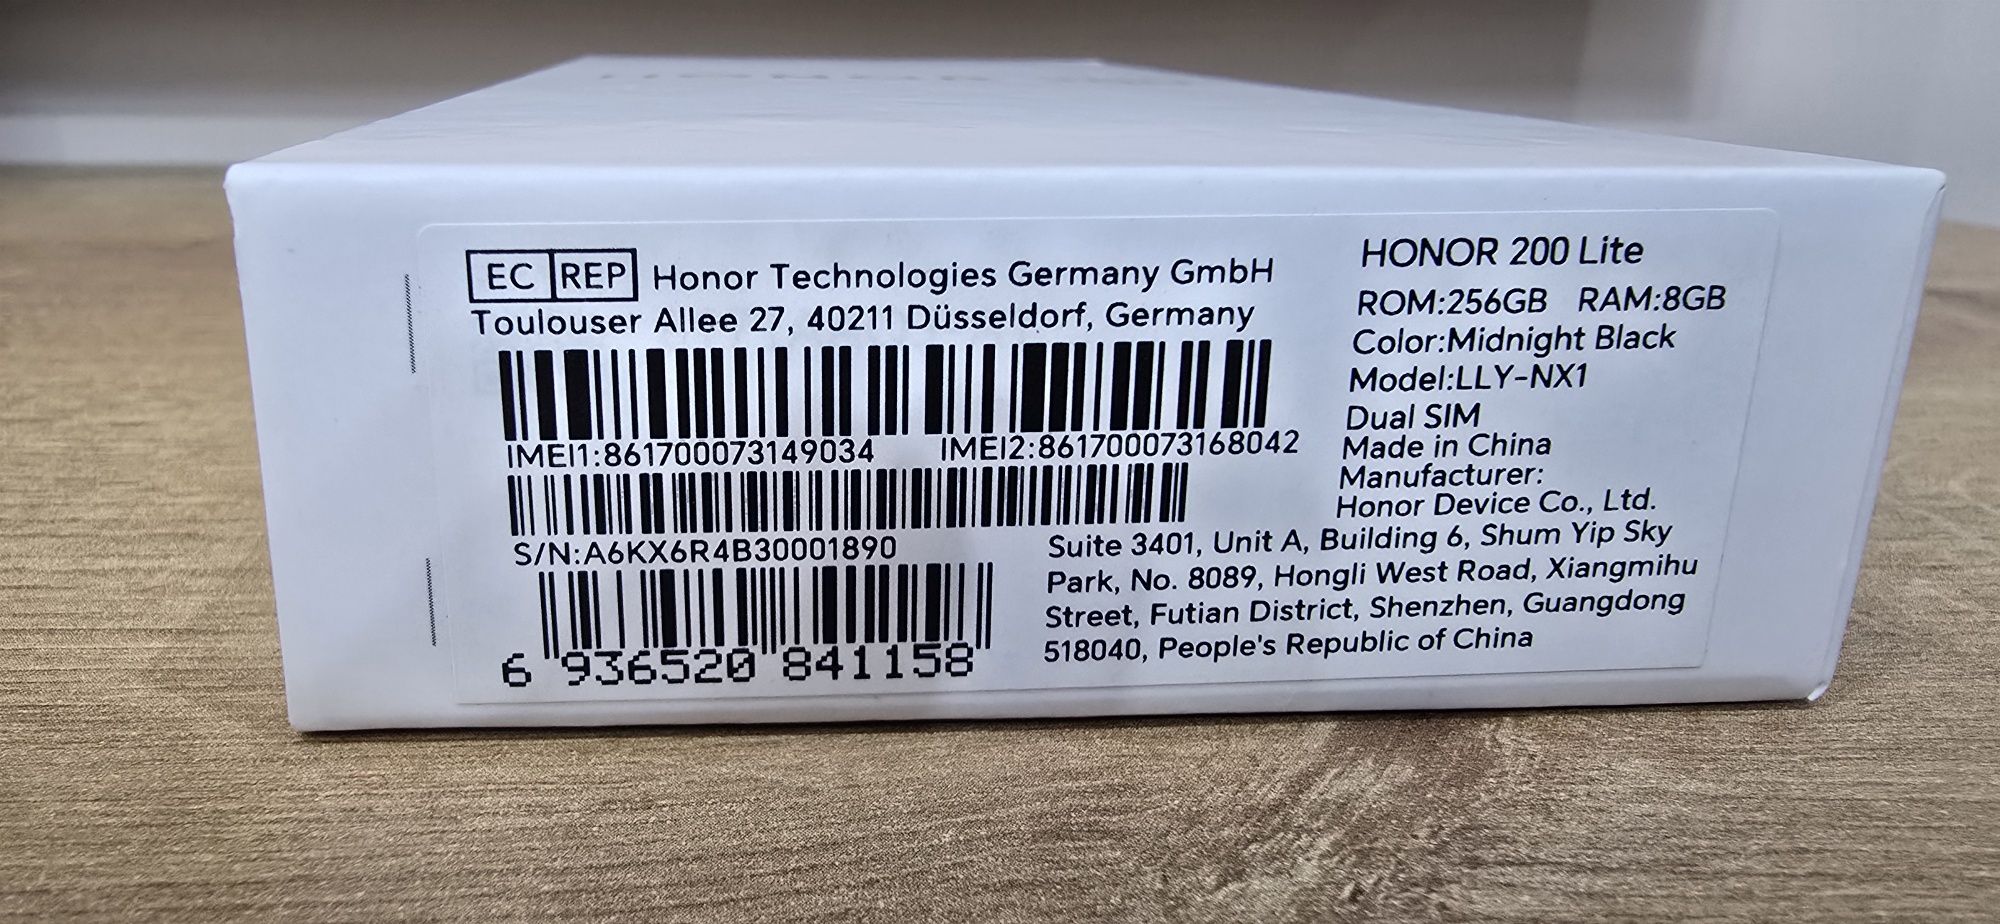 EC REP Honor Technologies Germany GmbH
Toulouser Allee 27, 40211 Düsseldorf, Germany
IMEI1:861700073149034 IMEI2:861700073168042
S/N:A6KX6R4B30001890
6 936520 841158
HONOR 200 Lite
ROM:256GB RAM:8GB
Color:Midnight Black
Model:LLY-NX1
Dual SIM
Made in China
Manufacturer:
Honor Device Co., Ltd.
Suite 3401, Unit A, Building 6, Shum Yip Sky
Park, No. 8089, Hongli West Road, Xiangmihu
Street, Futian District, Shenzhen, Guangdong
518040, People's Republic of China